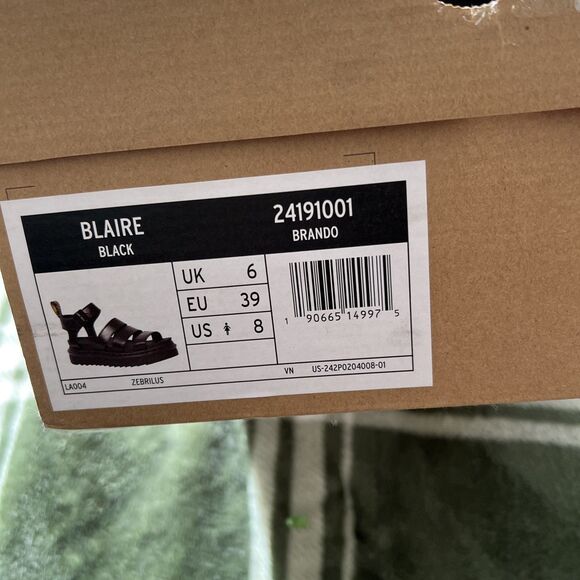 BLAIRE
BLACK
24191001
BRANDO
UK 6
EU 39
US 8
1 90665 14997 5
LA004 ZEBRILUS
VN US-242P0204008-01